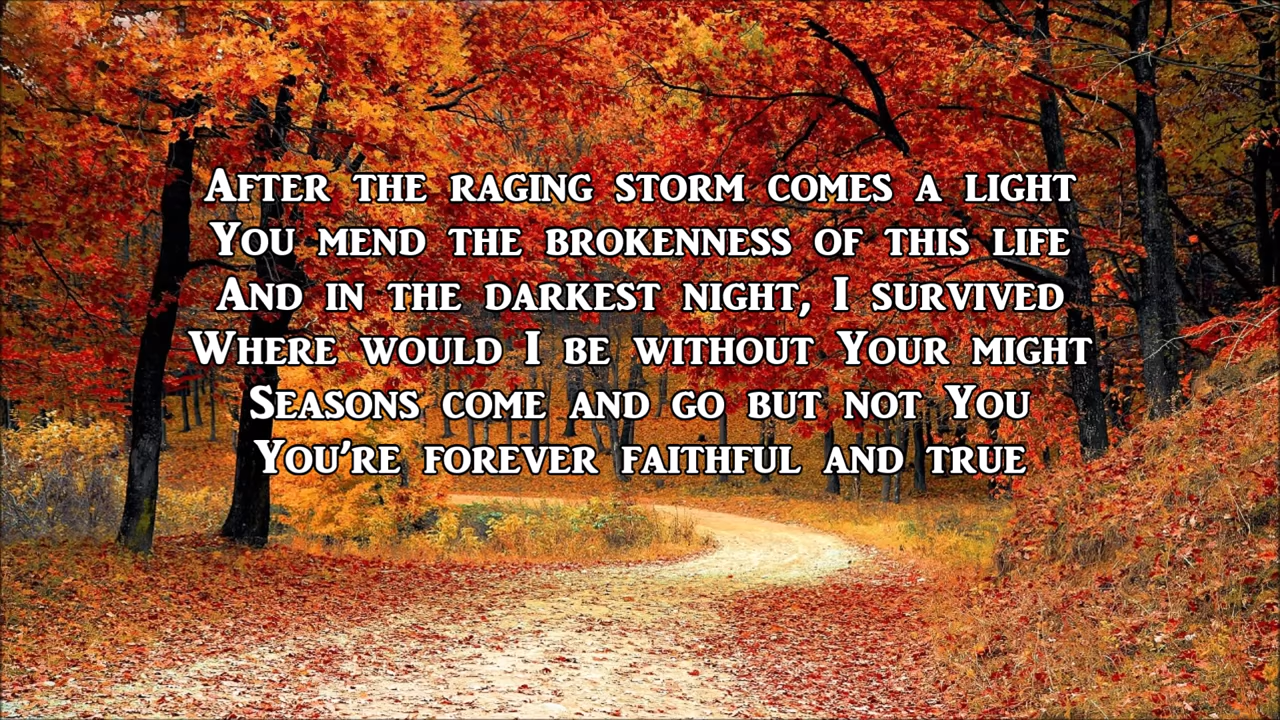 After the raging storm comes a light
You mend the brokenness of this life
And in the darkest night, I survived
Where would I be without Your might
Seasons come and go but not You
You're forever faithful and true